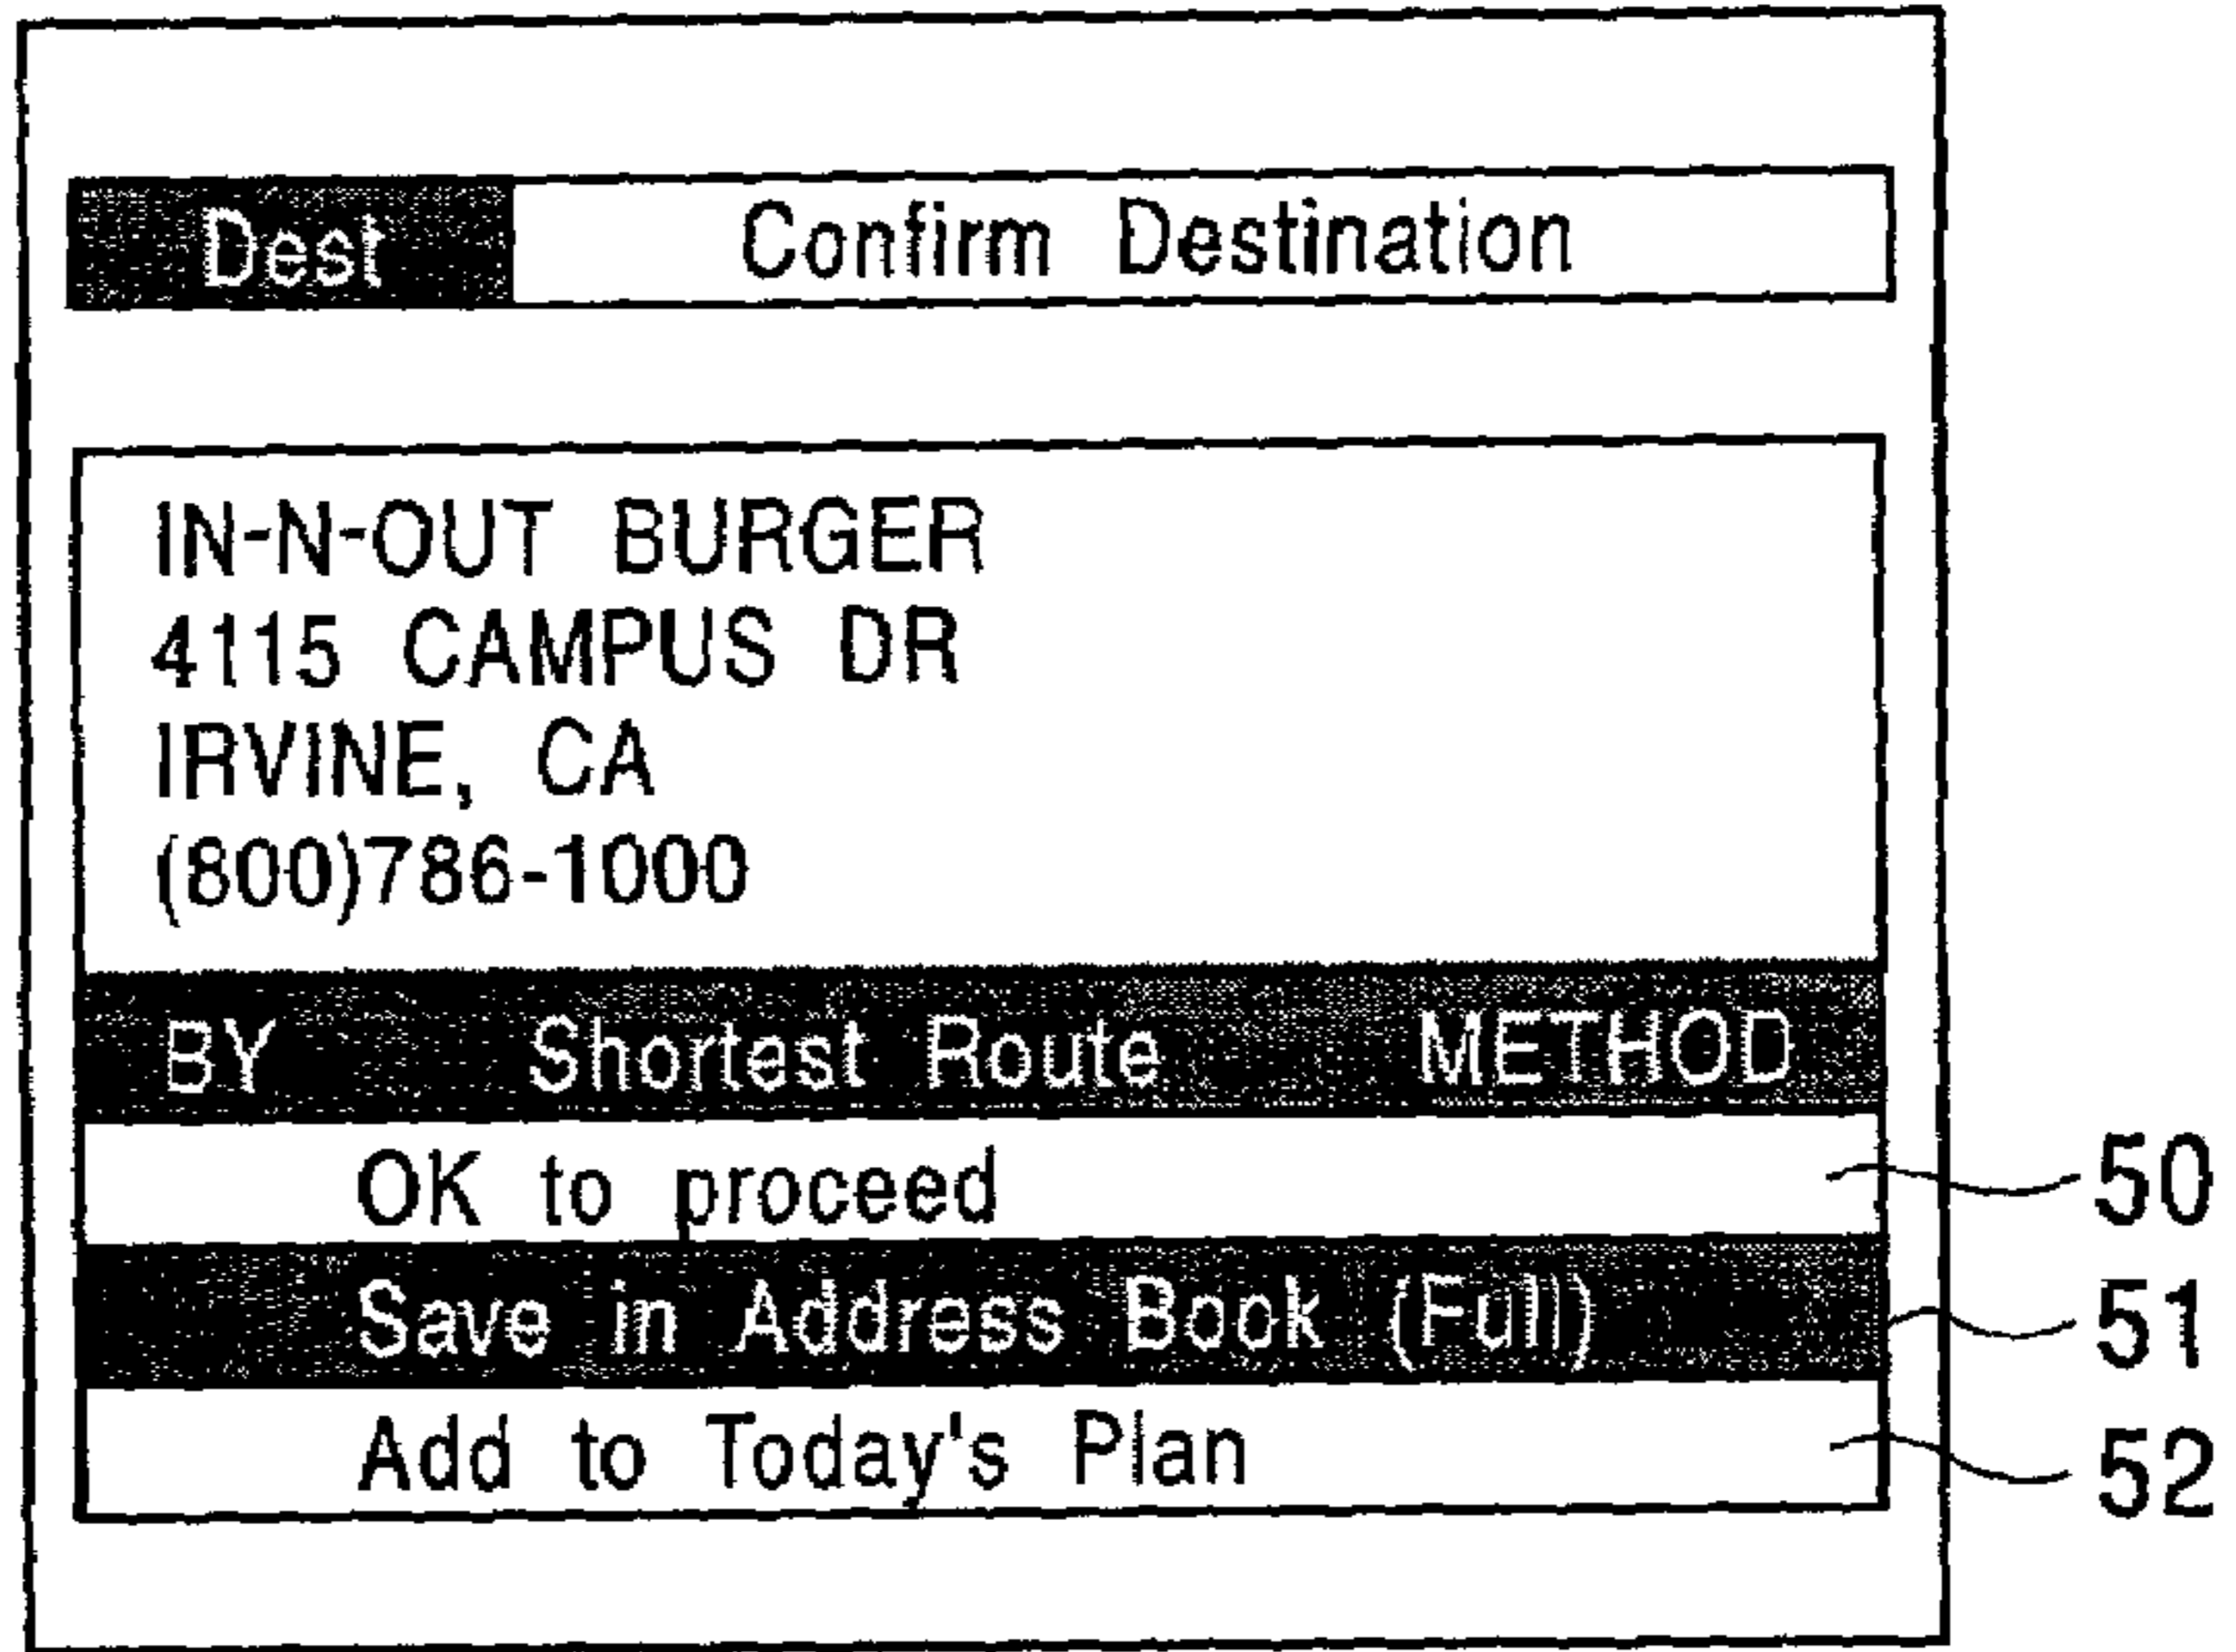 Dest Confirm Destination
IN-N-OUT BURGER
4115 CAMPUS DR
IRVINE, CA
(800)786-1000
BY Shortest Route METHOD
OK to proceed 50
Save in Address Book (Full) 51
Add to Today's Plan 52